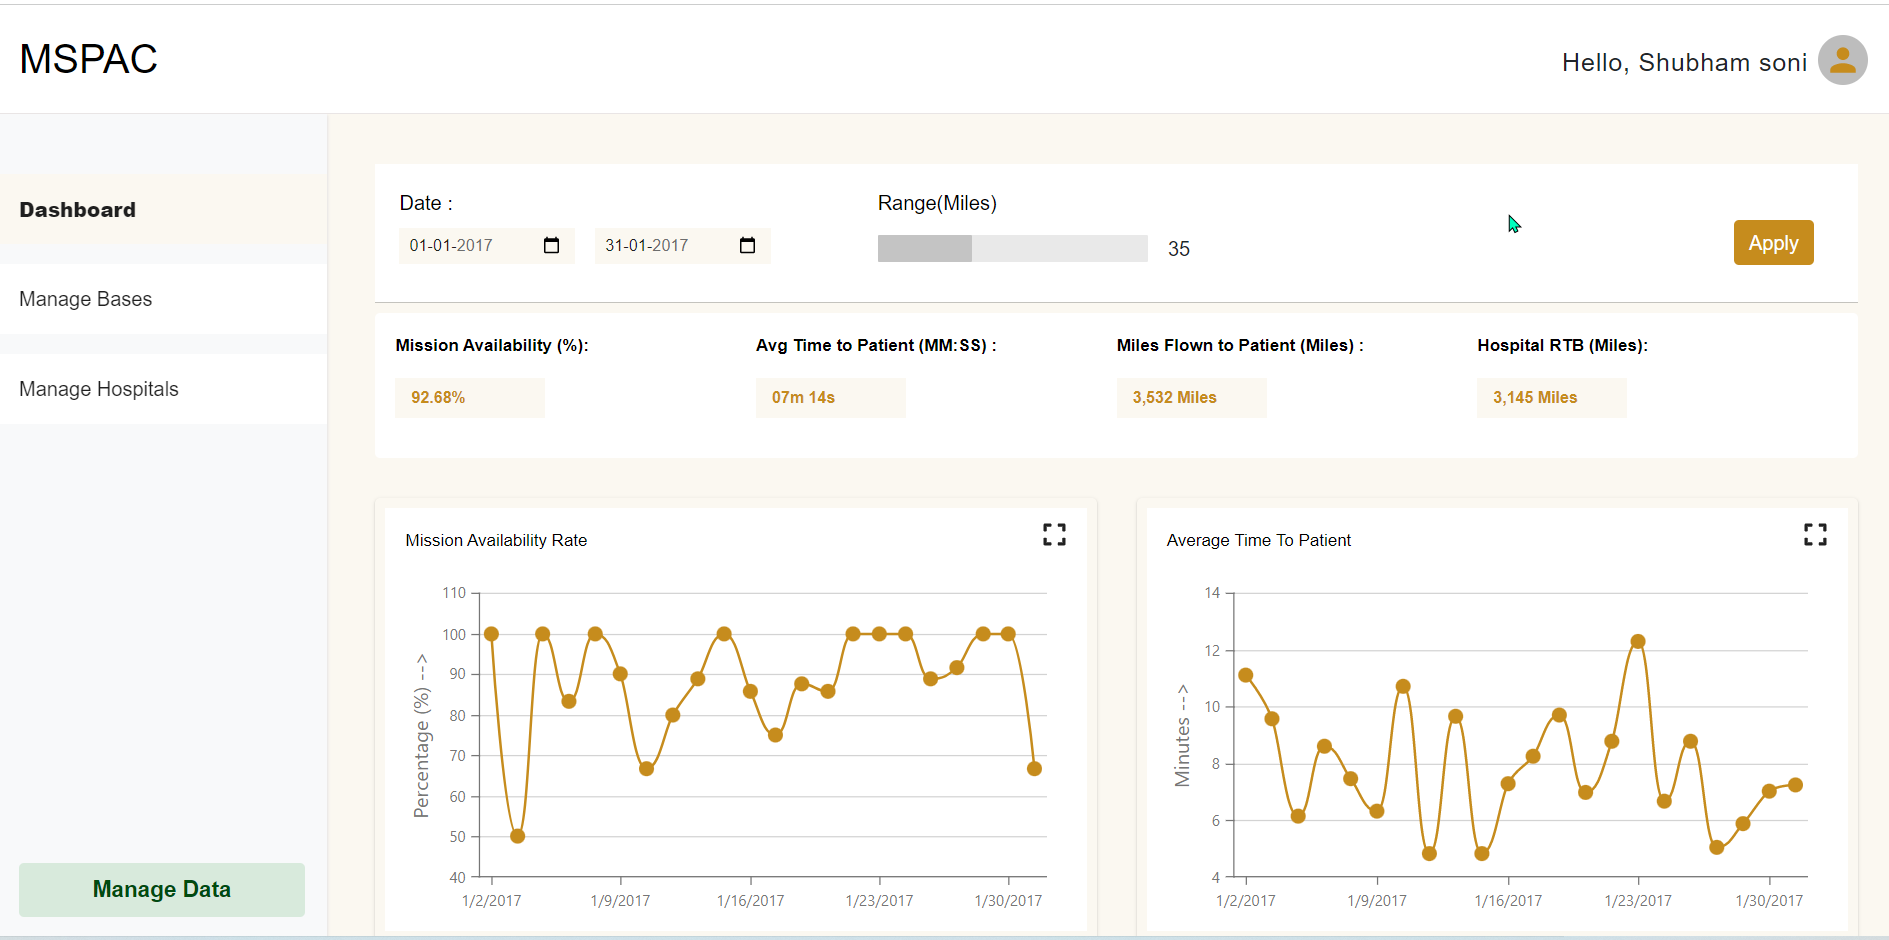 MSPAC
Hello, Shubham soni
Dashboard
Manage Bases
Manage Hospitals
Manage Data
Date :
01-01-2017
31-01-2017
Range(Miles)
35
Apply
Mission Availability (%):
92.68%
Avg Time to Patient (MM:SS) :
07m 14s
Miles Flown to Patient (Miles) :
3,532 Miles
Hospital RTB (Miles):
3,145 Miles
Mission Availability Rate
Percentage (%) -->
110
100
90
80
70
60
50
40
1/2/2017
1/9/2017
1/16/2017
1/23/2017
1/30/2017
Average Time To Patient
Minutes -->
14
12
10
8
6
4
1/2/2017
1/9/2017
1/16/2017
1/23/2017
1/30/2017